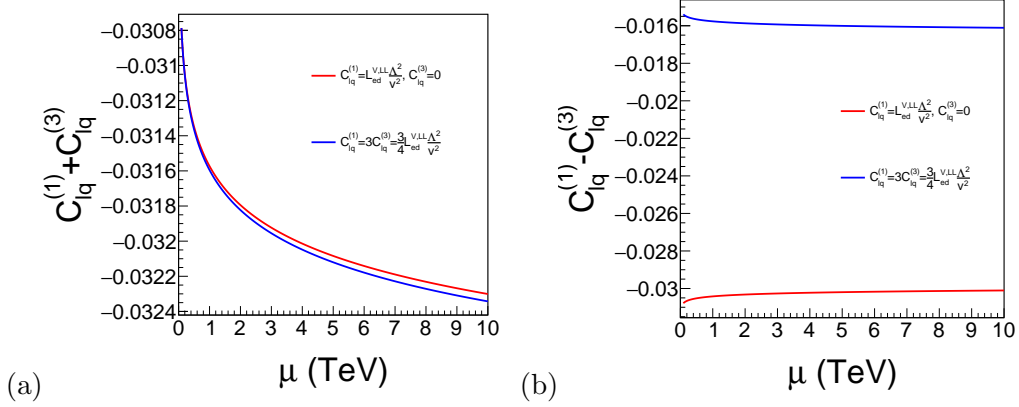 −0.0308
−0.031
−0.0312
−0.0314
−0.0316
−0.0318
−0.032
−0.0322
−0.0324
C_lq^(1)+C_lq^(3)
C_lq^(1)=L_ed^V,LL Λ²/v², C_lq^(3)=0
C_lq^(1)=3C_lq^(3)=3/4 L_ed^V,LL Λ²/v²
0 1 2 3 4 5 6 7 8 9 10
μ (TeV)
(a)
−0.016
−0.018
−0.02
−0.022
−0.024
−0.026
−0.028
−0.03
C_lq^(1)-C_lq^(3)
C_lq^(1)=L_ed^V,LL Λ²/v², C_lq^(3)=0
C_lq^(1)=3C_lq^(3)=3/4 L_ed^V,LL Λ²/v²
0 1 2 3 4 5 6 7 8 9 10
μ (TeV)
(b)